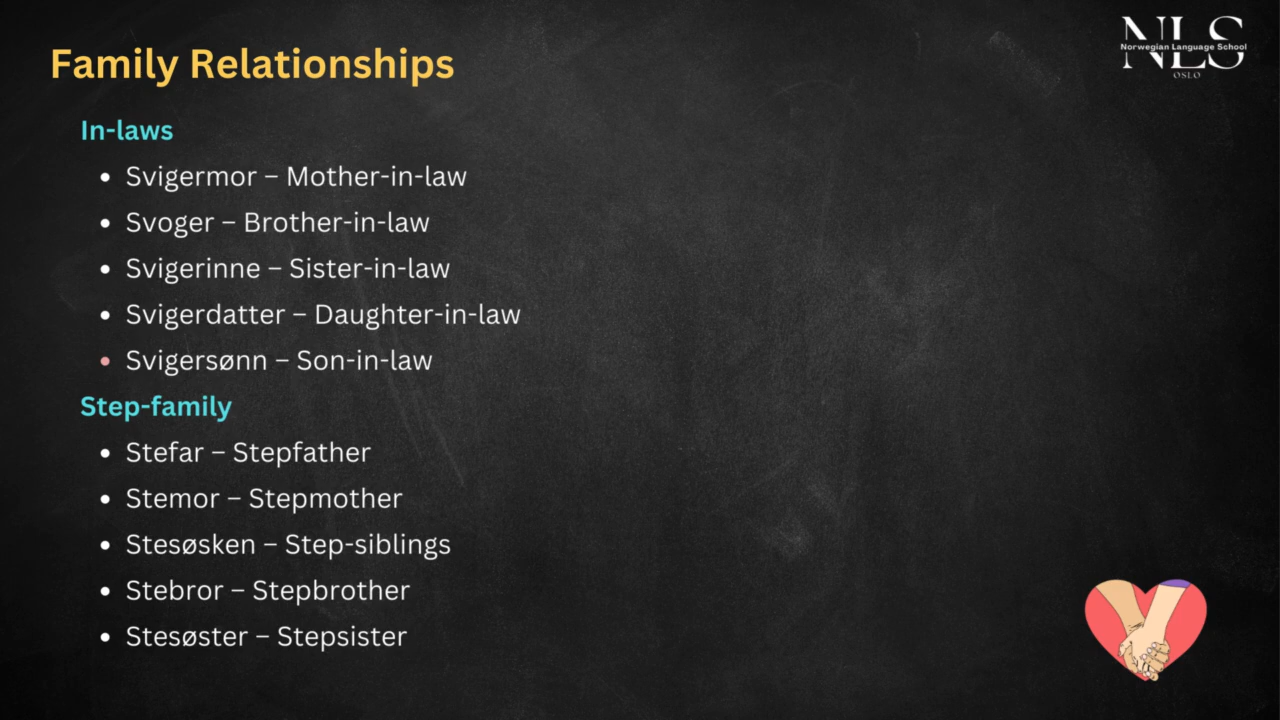 Family Relationships
NLS
Norwegian Language School
OSLO
In-laws
• Svigermor – Mother-in-law
• Svoger – Brother-in-law
• Svigerinne – Sister-in-law
• Svigerdatter – Daughter-in-law
• Svigersønn – Son-in-law
Step-family
• Stefar – Stepfather
• Stemor – Stepmother
• Stesøsken – Step-siblings
• Stebror – Stepbrother
• Stesøster – Stepsister